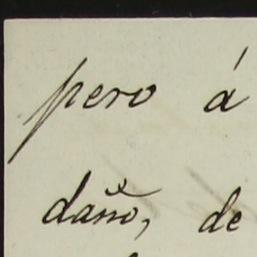 pero á
daño, de